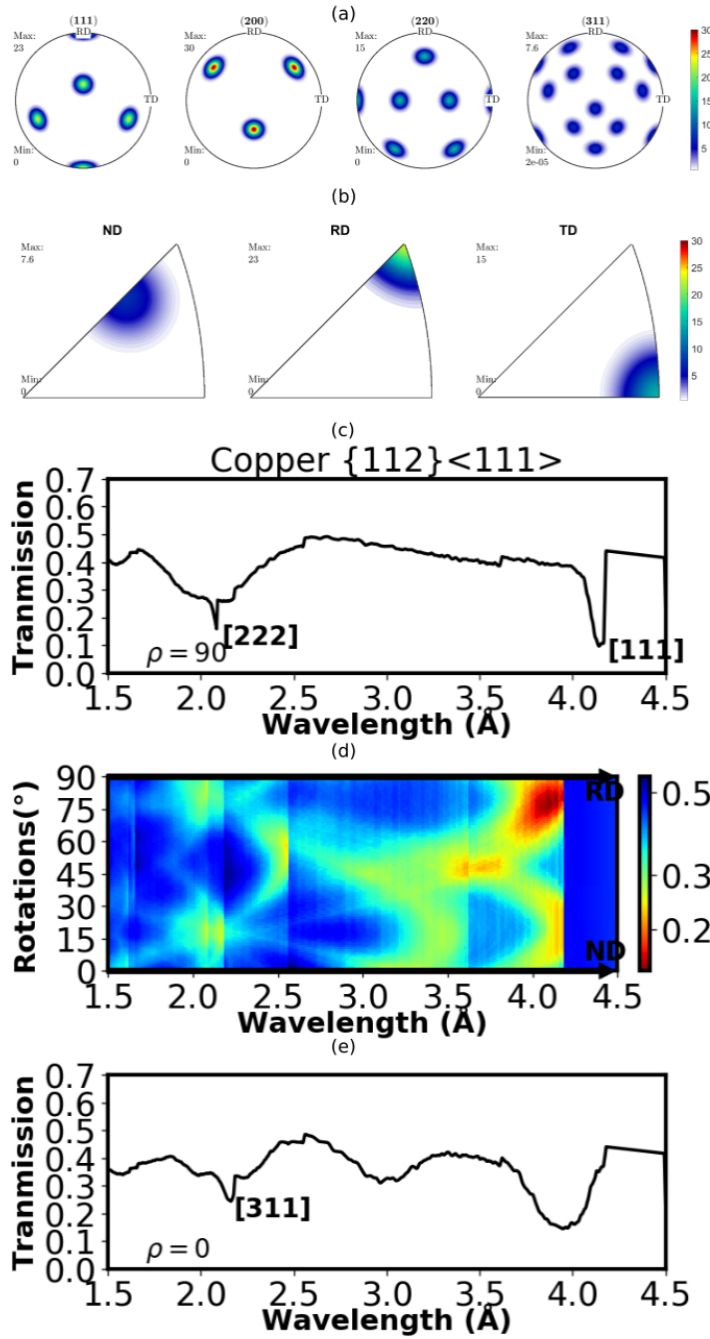 (a)
(111) (200) (220) (311)
RD RD RD RD
Max: Max: Max: Max:
23 30 15 7.6
30
25
20
15
10
5
TD TD TD TD
Min: Min: Min: Min:
0 0 0 2e-05
(b)
ND RD TD
Max: Max: Max:
7.6 23 15
30
25
20
15
10
5
Min: Min: Min:
0 0 0
(c)
Copper {112}<111>
0.7
0.6
0.5
0.4
0.3
0.2
0.1
0.0
Tranmission
[222]
[111]
ρ = 90
1.5 2.0 2.5 3.0 3.5 4.0 4.5
Wavelength (Å)
(d)
90
75
60
45
30
15
0
Rotations(°)
RD
ND
0.5
0.3
0.2
1.5 2.0 2.5 3.0 3.5 4.0 4.5
Wavelength (Å)
(e)
0.7
0.6
0.5
0.4
0.3
0.2
0.1
0.0
Tranmission
[311]
ρ = 0
1.5 2.0 2.5 3.0 3.5 4.0 4.5
Wavelength (Å)